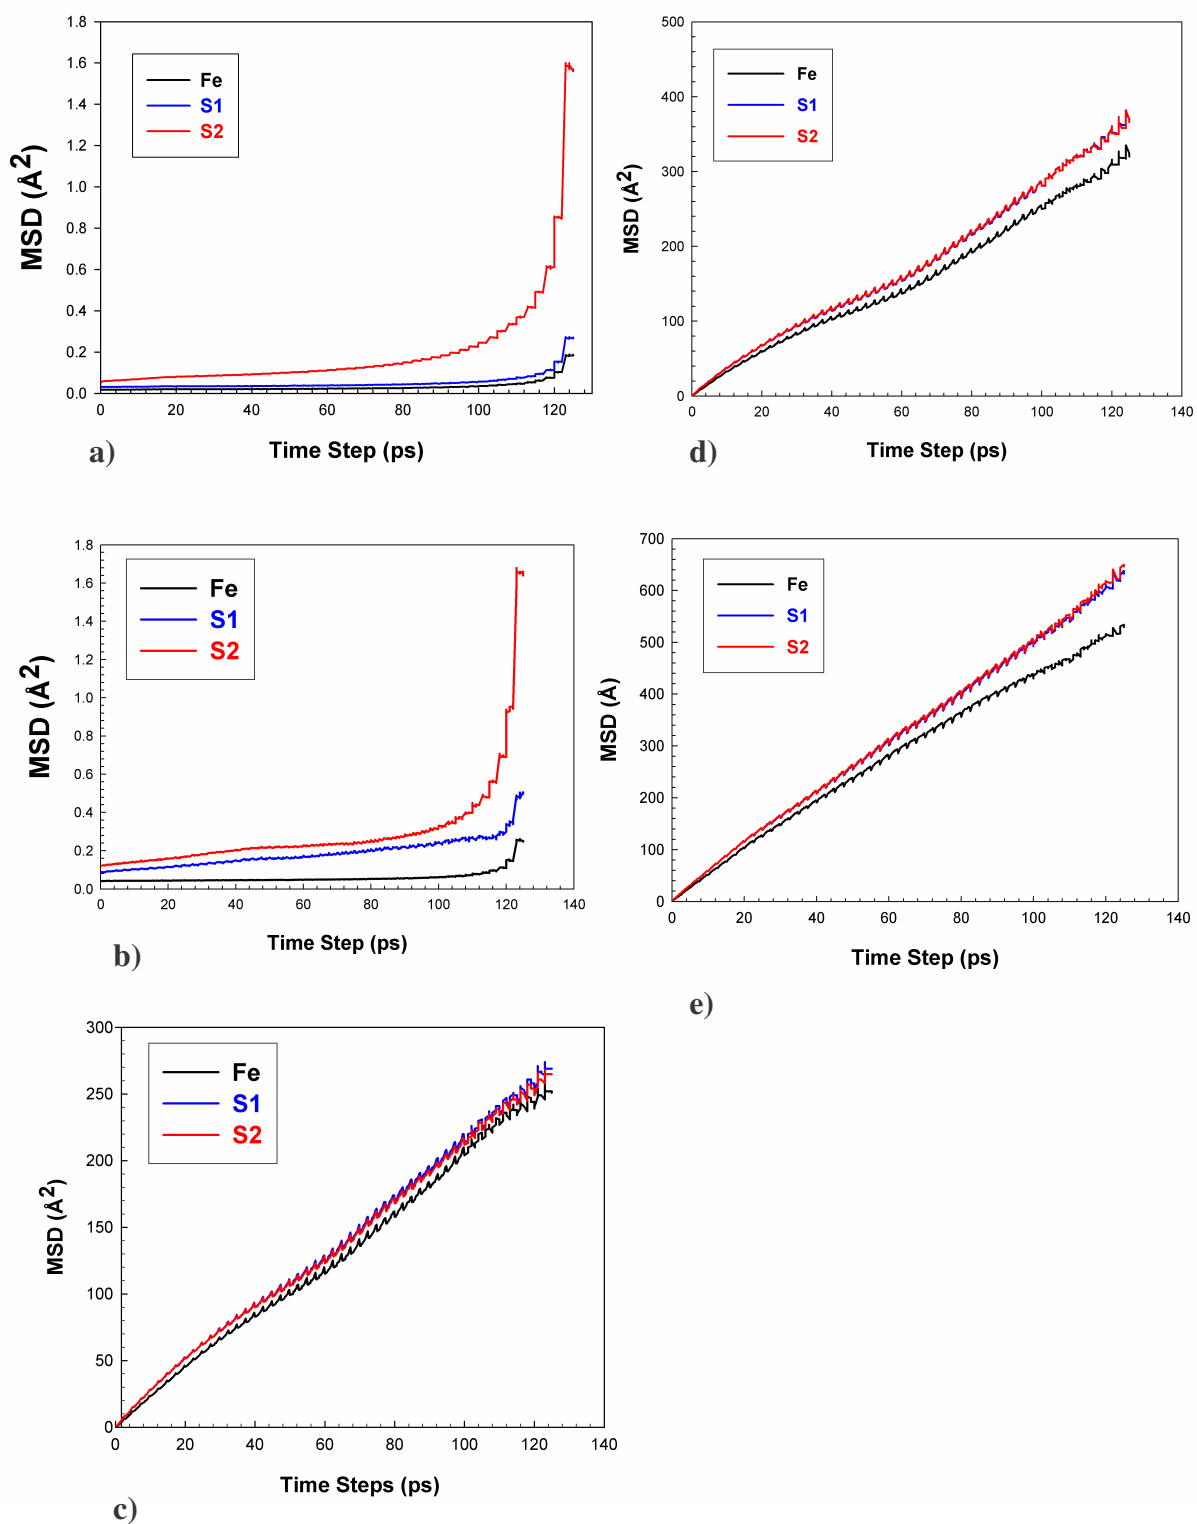 1.8
1.6
1.4
1.2
1.0
0.8
0.6
0.4
0.2
0.0
MSD (Å2)
Fe
S1
S2
0 20 40 60 80 100 120
Time Step (ps)
a)
500
400
300
200
100
0
MSD (Å2)
Fe
S1
S2
0 20 40 60 80 100 120 140
Time Step (ps)
d)
1.8
1.6
1.4
1.2
1.0
0.8
0.6
0.4
0.2
0.0
MSD (Å2)
Fe
S1
S2
0 20 40 60 80 100 120 140
Time Step (ps)
b)
700
600
500
400
300
200
100
0
MSD (Å)
Fe
S1
S2
0 20 40 60 80 100 120 140
Time Step (ps)
e)
300
250
200
150
100
50
0
MSD (Å2)
Fe
S1
S2
0 20 40 60 80 100 120 140
Time Steps (ps)
c)